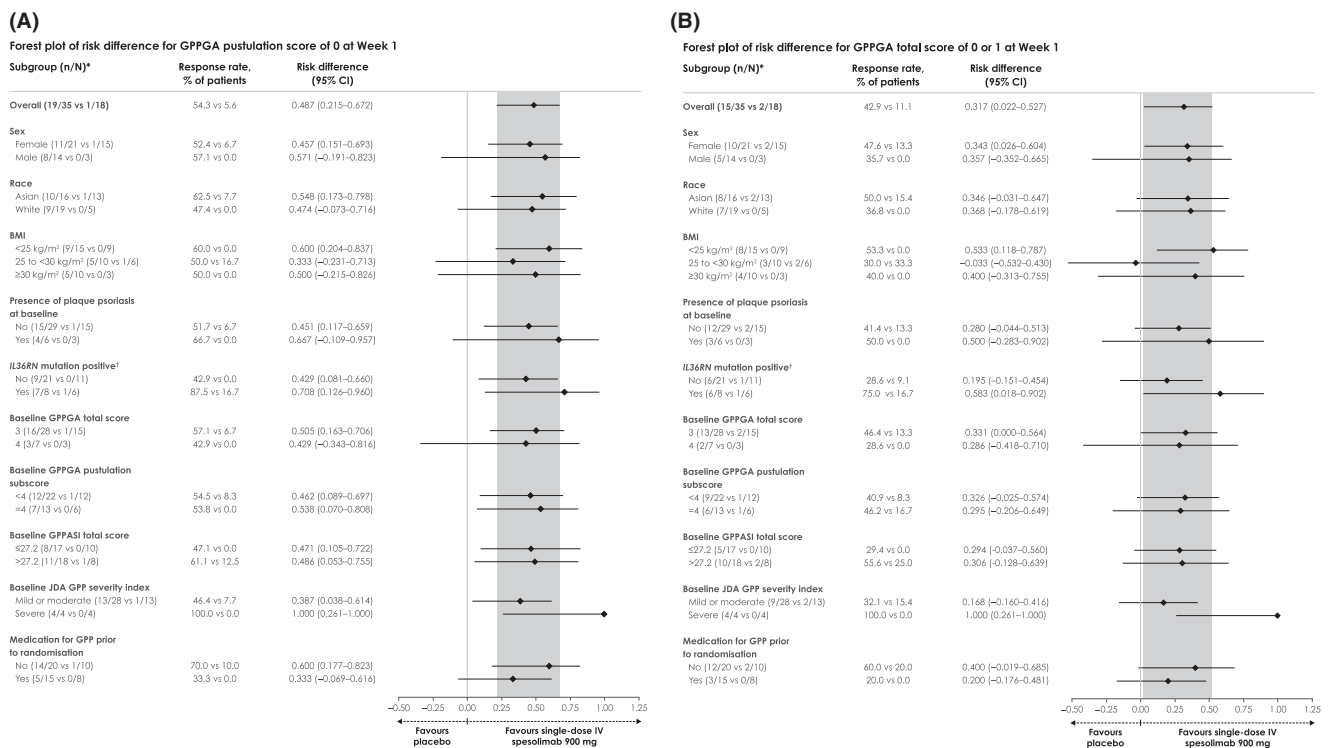 (A)
Forest plot of risk difference for GPPGA pustulation score of 0 at Week 1
Subgroup (n/N)* Response rate, % of patients Risk difference (95% CI)
Overall (19/35 vs 1/18) 54.3 vs 5.6 0.487 (0.215–0.672)
Sex
Female (11/21 vs 1/15) 52.4 vs 6.7 0.457 (0.151–0.693)
Male (8/14 vs 0/3) 57.1 vs 0.0 0.571 (–0.191–0.823)
Race
Asian (10/16 vs 1/13) 62.5 vs 7.7 0.548 (0.173–0.798)
White (9/19 vs 0/5) 47.4 vs 0.0 0.474 (–0.073–0.716)
BMI
<25 kg/m² (9/15 vs 0/9) 60.0 vs 0.0 0.600 (0.204–0.837)
25 to <30 kg/m² (5/10 vs 1/6) 50.0 vs 16.7 0.333 (–0.231–0.713)
≥30 kg/m² (5/10 vs 0/3) 50.0 vs 0.0 0.500 (–0.215–0.826)
Presence of plaque psoriasis
at baseline
No (15/29 vs 1/15) 51.7 vs 6.7 0.451 (0.117–0.659)
Yes (4/6 vs 0/3) 66.7 vs 0.0 0.667 (–0.109–0.957)
IL36RN mutation positive†
No (9/21 vs 0/11) 42.9 vs 0.0 0.429 (0.081–0.660)
Yes (7/8 vs 1/6) 87.5 vs 16.7 0.708 (0.126–0.960)
Baseline GPPGA total score
3 (16/28 vs 1/15) 57.1 vs 6.7 0.505 (0.163–0.706)
4 (3/7 vs 0/3) 42.9 vs 0.0 0.429 (–0.343–0.816)
Baseline GPPGA pustulation
subscore
<4 (12/22 vs 1/12) 54.5 vs 8.3 0.462 (0.089–0.697)
=4 (7/13 vs 0/6) 53.8 vs 0.0 0.538 (0.070–0.808)
Baseline GPPASI total score
≤27.2 (8/17 vs 0/10) 47.1 vs 0.0 0.471 (0.105–0.722)
>27.2 (11/18 vs 1/8) 61.1 vs 12.5 0.486 (0.053–0.755)
Baseline JDA GPP severity index
Mild or moderate (13/28 vs 1/13) 46.4 vs 7.7 0.387 (0.038–0.614)
Severe (4/4 vs 0/4) 100.0 vs 0.0 1.000 (0.261–1.000)
Medication for GPP prior
to randomisation
No (14/20 vs 1/10) 70.0 vs 10.0 0.600 (0.177–0.823)
Yes (5/15 vs 0/8) 33.3 vs 0.0 0.333 (–0.069–0.616)
–0.50 –0.25 0 0.25 0.50 0.75 1.00 1.25
Favours placebo
Favours single-dose IV spesolimab 900 mg
(B)
Forest plot of risk difference for GPPGA total score of 0 or 1 at Week 1
Subgroup (n/N)* Response rate, % of patients Risk difference (95% CI)
Overall (15/35 vs 2/18) 42.9 vs 11.1 0.317 (0.022–0.527)
Sex
Female (10/21 vs 2/15) 47.6 vs 13.3 0.343 (0.026–0.604)
Male (5/14 vs 0/3) 35.7 vs 0.0 0.357 (–0.352–0.665)
Race
Asian (8/16 vs 2/13) 50.0 vs 15.4 0.346 (–0.031–0.647)
White (7/19 vs 0/5) 36.8 vs 0.0 0.368 (–0.178–0.619)
BMI
<25 kg/m² (8/15 vs 0/9) 53.3 vs 0.0 0.533 (0.118–0.787)
25 to <30 kg/m² (3/10 vs 2/6) 30.0 vs 33.3 -0.033 (–0.532–0.430)
≥30 kg/m² (4/10 vs 0/3) 40.0 vs 0.0 0.400 (–0.313–0.755)
Presence of plaque psoriasis
at baseline
No (12/29 vs 2/15) 41.4 vs 13.3 0.280 (–0.044–0.513)
Yes (3/6 vs 0/3) 50.0 vs 0.0 0.500 (–0.283–0.902)
IL36RN mutation positive†
No (6/21 vs 1/11) 28.6 vs 9.1 0.195 (–0.151–0.454)
Yes (6/8 vs 1/6) 75.0 vs 16.7 0.583 (0.018–0.902)
Baseline GPPGA total score
3 (13/28 vs 2/15) 46.4 vs 13.3 0.331 (0.000–0.564)
4 (2/7 vs 0/3) 28.6 vs 0.0 0.286 (–0.418–0.710)
Baseline GPPGA pustulation
subscore
<4 (9/22 vs 1/12) 40.9 vs 8.3 0.326 (–0.025–0.574)
=4 (6/13 vs 1/6) 46.2 vs 16.7 0.295 (–0.206–0.649)
Baseline GPPASI total score
≤27.2 (5/17 vs 0/10) 29.4 vs 0.0 0.294 (-0.037–0.560)
>27.2 (10/18 vs 2/8) 55.6 vs 25.0 0.306 (–0.128–0.639)
Baseline JDA GPP severity index
Mild or moderate (9/28 vs 2/13) 32.1 vs 15.4 0.168 (–0.160–0.416)
Severe (4/4 vs 0/4) 100.0 vs 0.0 1.000 (0.261–1.000)
Medication for GPP prior
to randomisation
No (12/20 vs 2/10) 60.0 vs 20.0 0.400 (–0.019–0.685)
Yes (3/15 vs 0/8) 20.0 vs 0.0 0.200 (–0.176–0.481)
–0.50 –0.25 0 0.25 0.50 0.75 1.00 1.25
Favours placebo
Favours single-dose IV spesolimab 900 mg